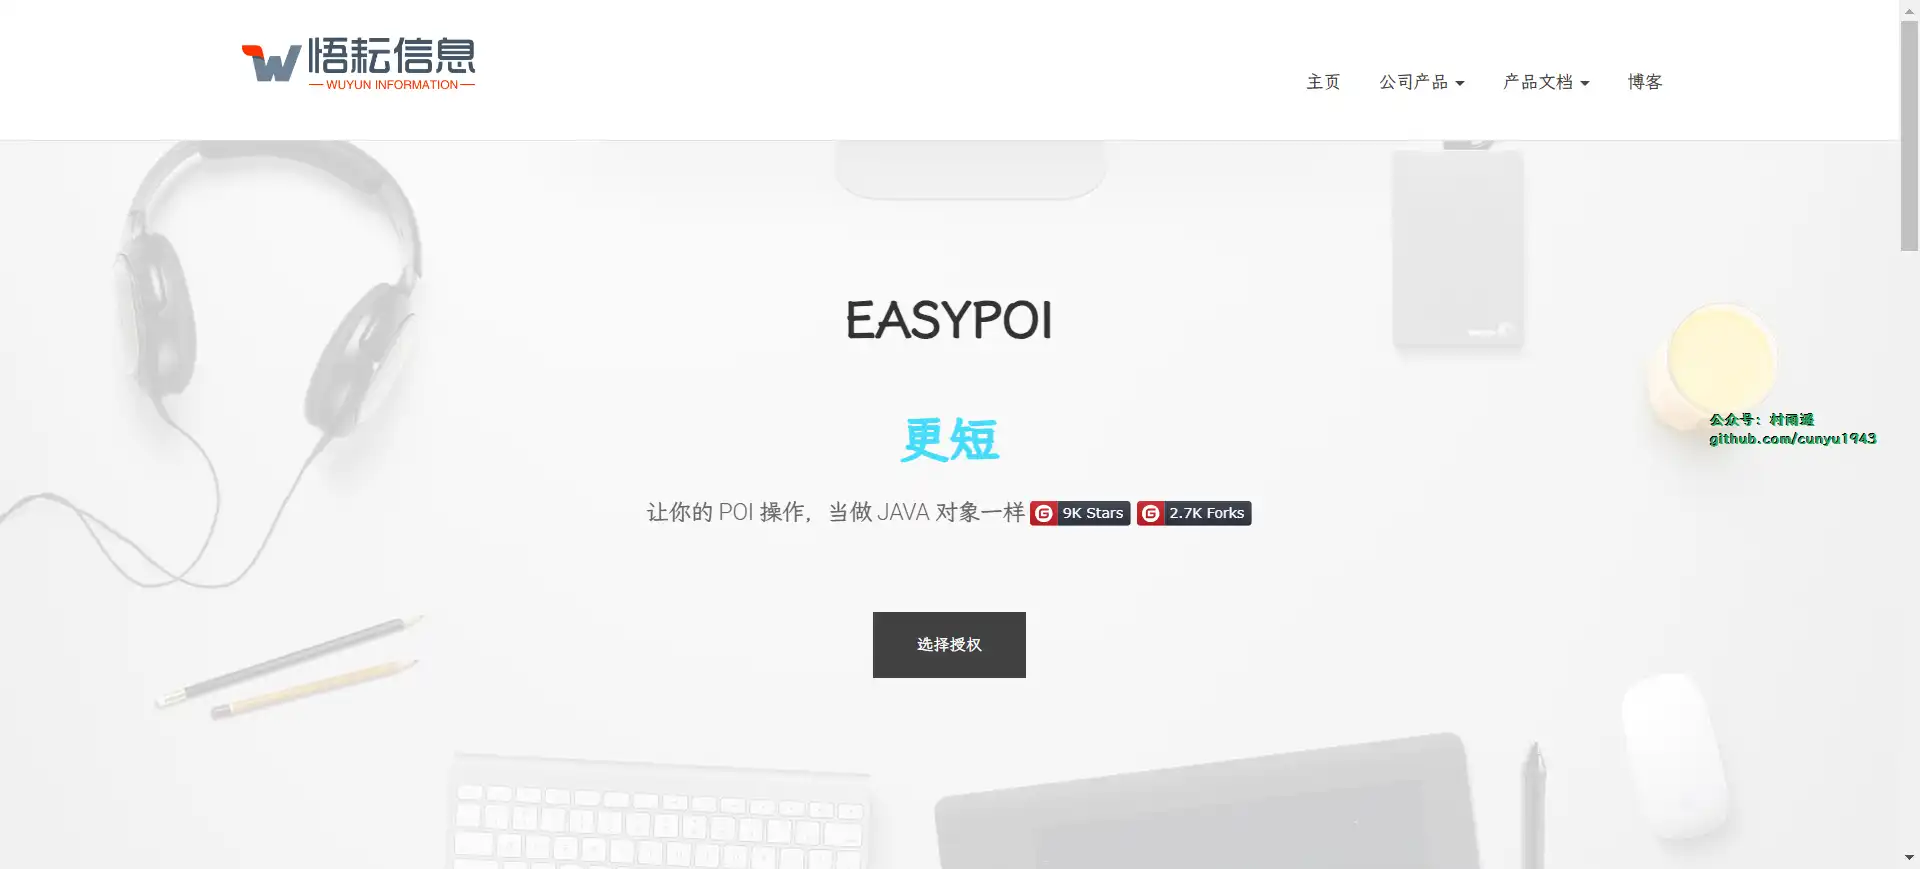 悟耘信息
WUYUN INFORMATION
主页 公司产品 产品文档 博客
EASYPOI
更短
让你的 POI 操作，当做 JAVA 对象一样 9K Stars 2.7K Forks
公众号：村雨遥
github.com/cunyu1943
选择授权